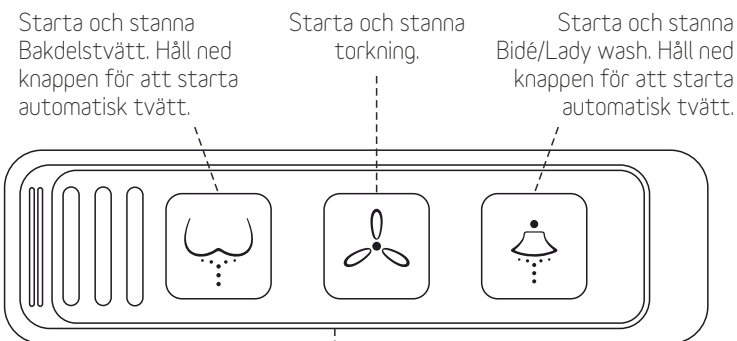 Starta och stanna
Bakdelstvätt. Håll ned
knappen för att starta
automatisk tvätt.
Starta och stanna
torkning.
Starta och stanna
Bidé/Lady wash. Håll ned
knappen för att starta
automatisk tvätt.